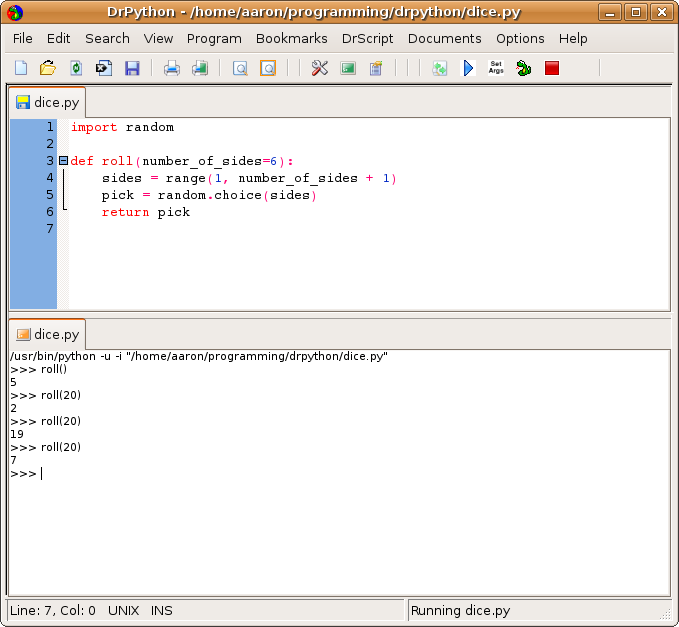 DrPython - /home/aaron/programming/drpython/dice.py
File Edit Search View Program Bookmarks DrScript Documents Options Help
Set Args
dice.py
1 import random
2
3 def roll(number_of_sides=6):
4     sides = range(1, number_of_sides + 1)
5     pick = random.choice(sides)
6     return pick
7
dice.py
/usr/bin/python -u -i "/home/aaron/programming/drpython/dice.py"
>>> roll()
5
>>> roll(20)
2
>>> roll(20)
19
>>> roll(20)
7
>>>
Line: 7, Col: 0 UNIX INS Running dice.py